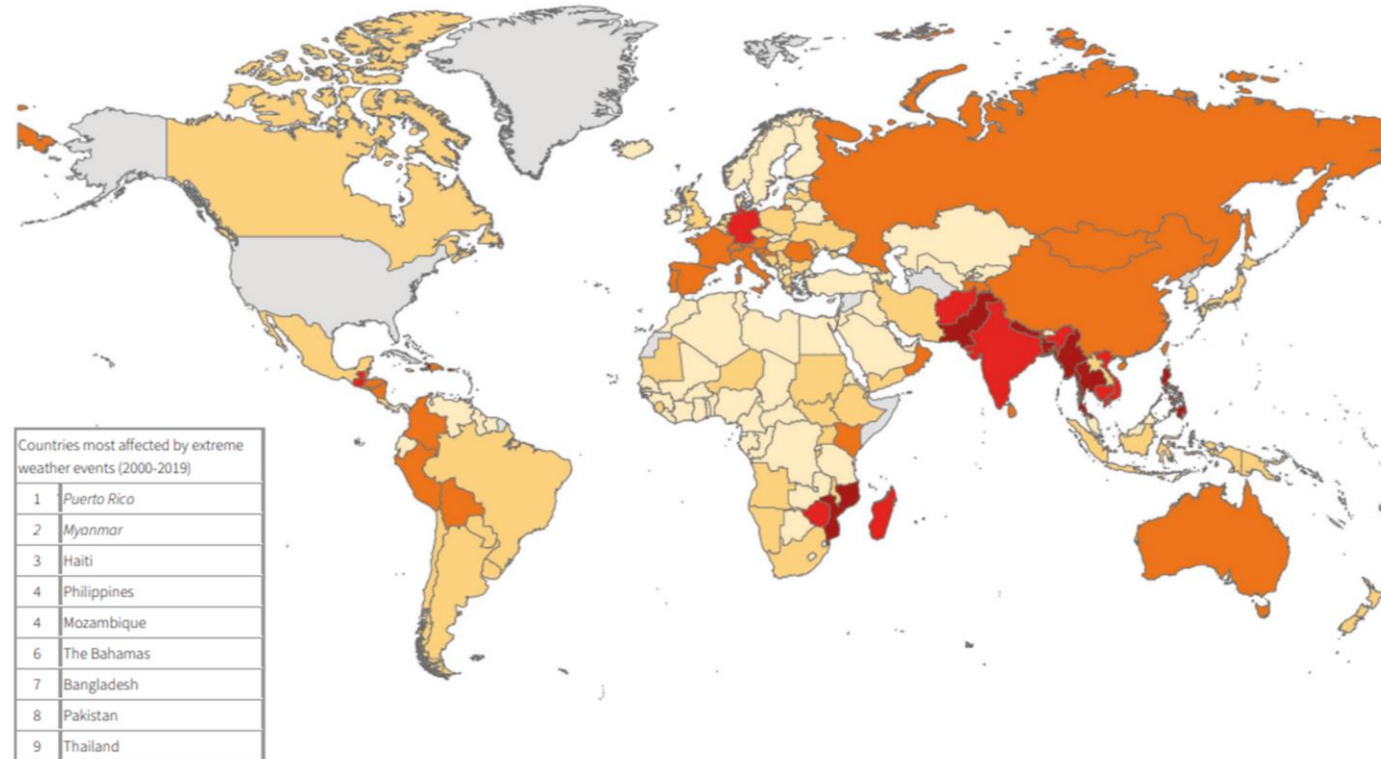 Countries most affected by extreme
weather events (2000-2019)
1 Puerto Rico
2 Myanmar
3 Haiti
4 Philippines
4 Mozambique
6 The Bahamas
7 Bangladesh
8 Pakistan
9 Thailand